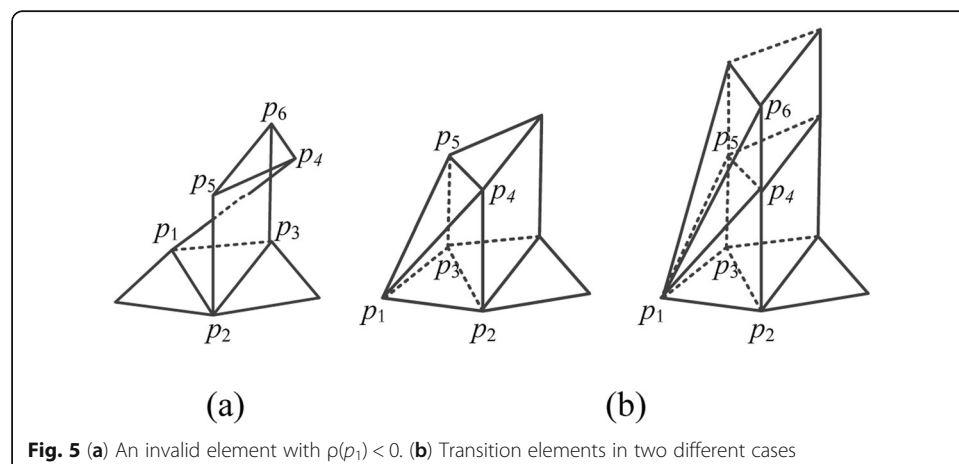 p6
p4
p5
p1
p3
p2
p5
p4
p3
p1
p2
p6
p5
p4
p3
p1
p2
(a)
(b)
Fig. 5 (a) An invalid element with ρ(p1) < 0. (b) Transition elements in two different cases